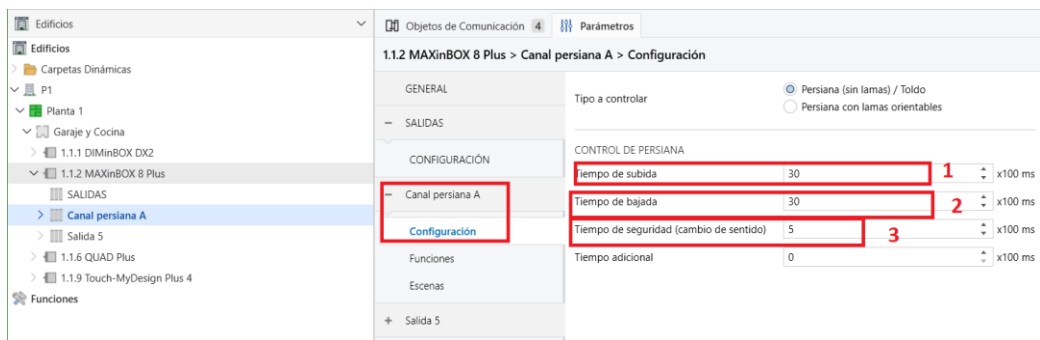 Edificios
Edificios
Carpetas Dinámicas
P1
Planta 1
Garaje y Cocina
1.1.1 DIMinBOX DX2
1.1.2 MAXinBOX 8 Plus
SALIDAS
Canal persiana A
Salida 5
1.1.6 QUAD Plus
1.1.9 Touch-MyDesign Plus 4
Funciones
Objetos de Comunicación 4 Parámetros
1.1.2 MAXinBOX 8 Plus > Canal persiana A > Configuración
GENERAL
SALIDAS
CONFIGURACIÓN
Canal persiana A
Configuración
Funciones
Escenas
Salida 5
Tipo a controlar
Persiana (sin lamas) / Toldo
Persiana con lamas orientables
CONTROL DE PERSIANA
Tiempo de subida 30 1 x100 ms
Tiempo de bajada 30 2 x100 ms
Tiempo de seguridad (cambio de sentido) 5 3 x100 ms
Tiempo adicional 0 x100 ms